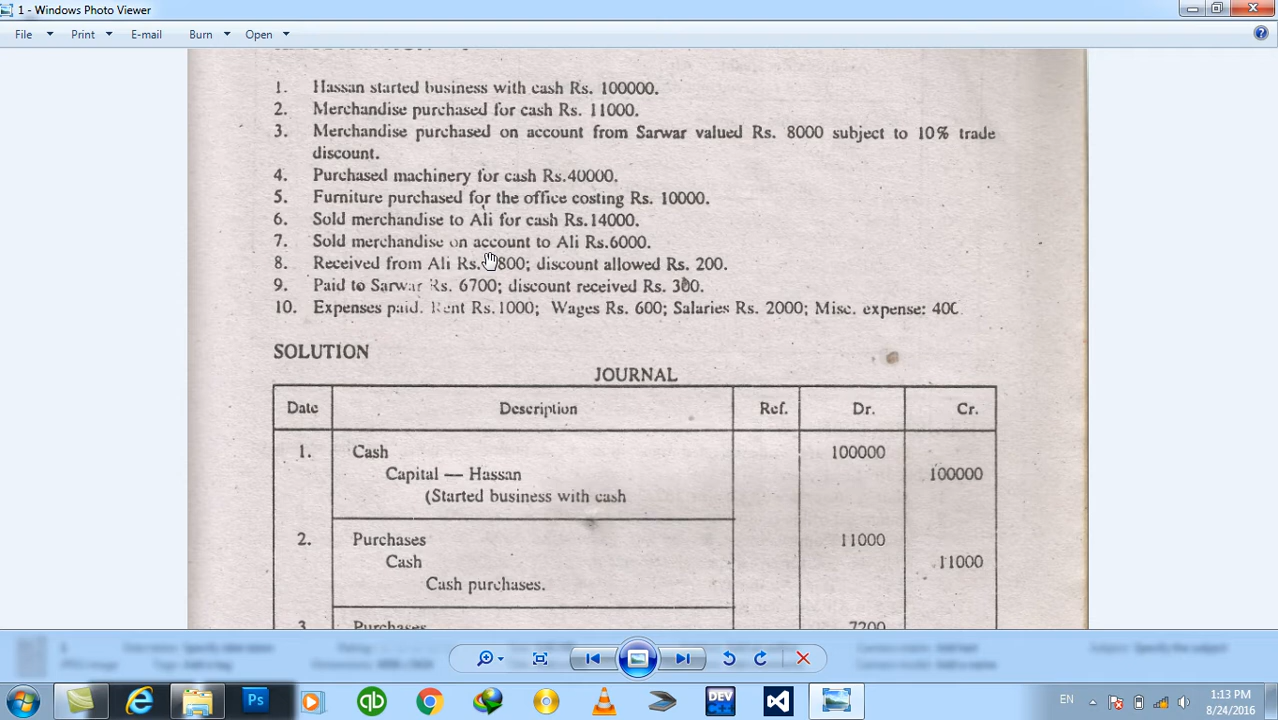 1 - Windows Photo Viewer
File Print E-mail Burn Open
1. Hassan started business with cash Rs. 100000.
2. Merchandise purchased for cash Rs. 11000.
3. Merchandise purchased on account from Sarwar valued Rs. 8000 subject to 10% trade
discount.
4. Purchased machinery for cash Rs.40000.
5. Furniture purchased for the office costing Rs. 10000.
6. Sold merchandise to Ali for cash Rs.14000.
7. Sold merchandise on account to Ali Rs.6000.
8. Received from Ali Rs. 800; discount allowed Rs. 200.
9. Paid to Sarwar Rs. 6700; discount received Rs. 300.
10. Expenses paid. Rent Rs.1000; Wages Rs. 600; Salaries Rs. 2000; Misc. expense: 400.
SOLUTION
JOURNAL
Date Description Ref. Dr. Cr.
1. Cash 100000
Capital — Hassan 100000
(Started business with cash
2. Purchases 11000
Cash 11000
Cash purchases.
3. Purchases 7200
Ps
qb
DEV
EN
1:13 PM
8/24/2016